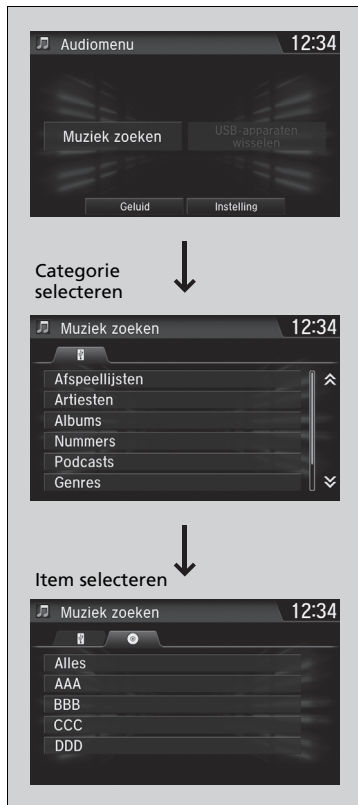 Audiomenu 12:34
Muziek zoeken
USB-apparaten
wisselen
Geluid Instelling
Categorie
selecteren
Muziek zoeken 12:34
Afspeellijsten
Artiesten
Albums
Nummers
Podcasts
Genres
Item selecteren
Muziek zoeken 12:34
Alles
AAA
BBB
CCC
DDD